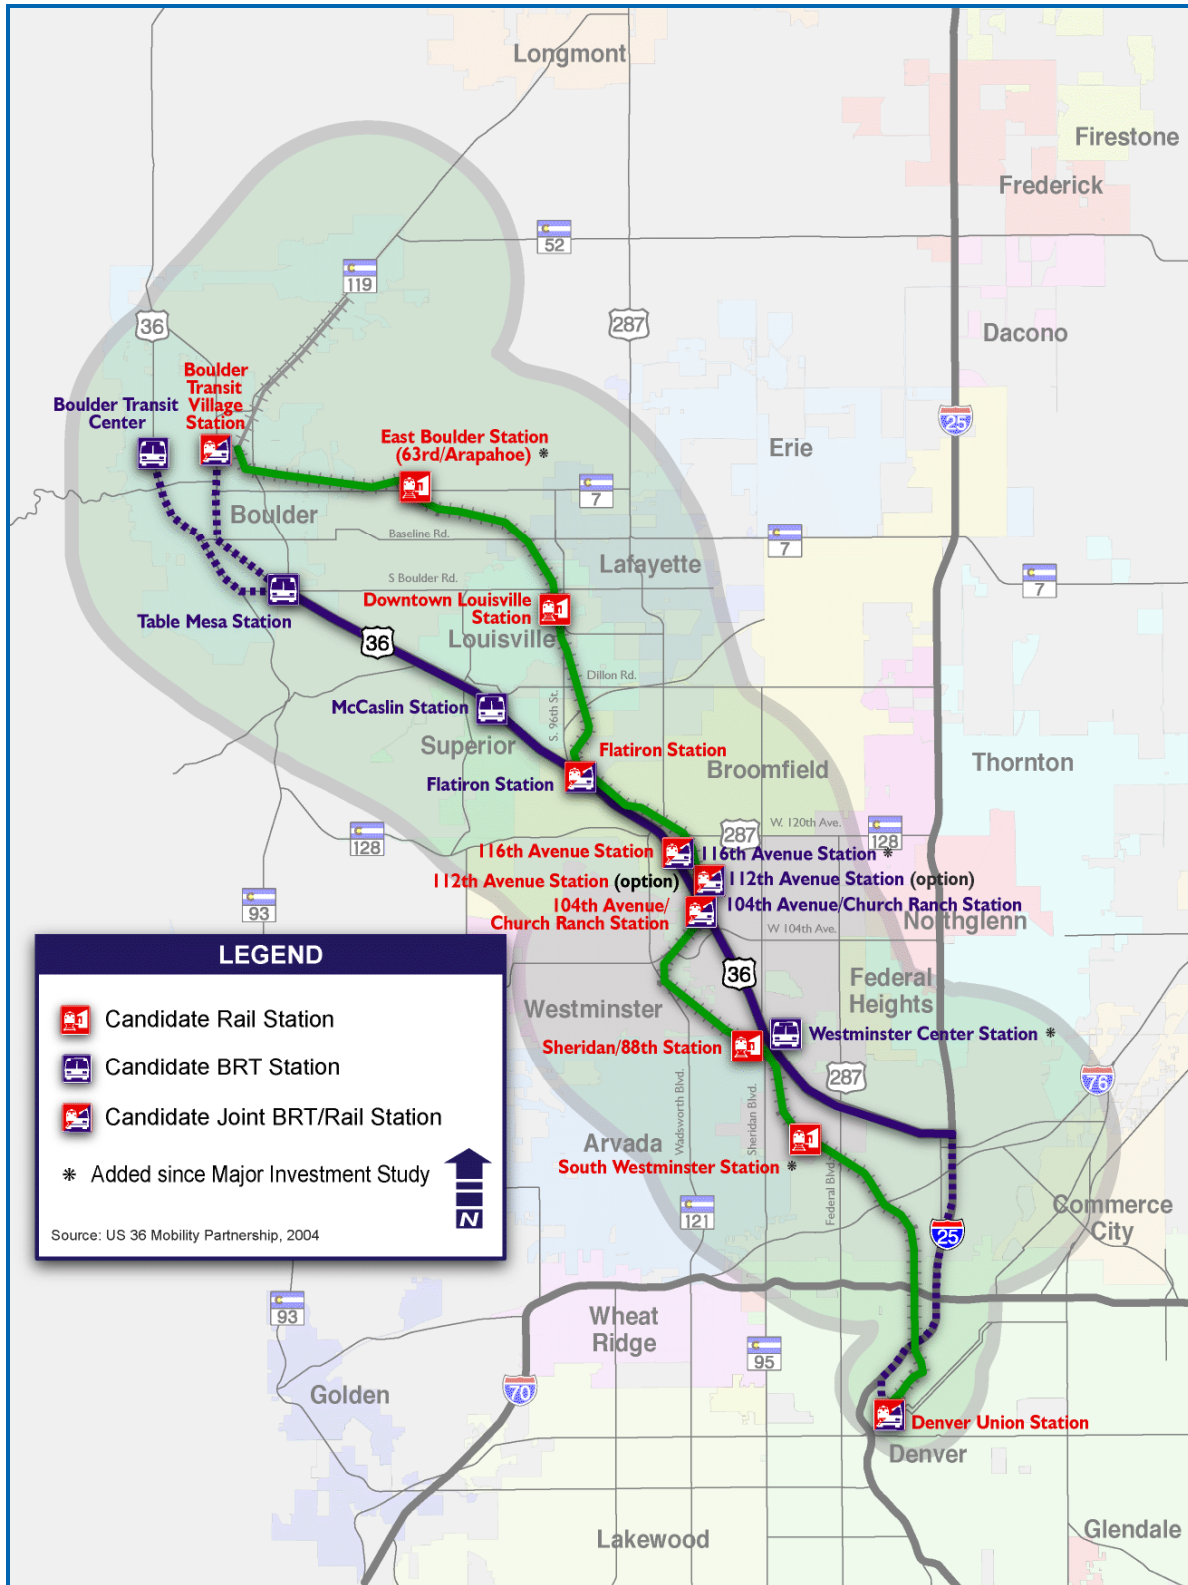 Longmont
Firestone
Frederick
52
119
36
287
Dacono
Boulder
Transit
Village
Station
Boulder Transit
Center
25
East Boulder Station
(63rd/Arapahoe) *
Erie
7
Boulder
Baseline Rd.
7
Lafayette
S Boulder Rd.
7
Downtown Louisville
Station
Table Mesa Station
36
Louisville
Dillon Rd.
S. 96th St.
McCaslin Station
Superior
Flatiron Station
Broomfield
Thornton
Flatiron Station
W. 120th Ave.
128
287
128
116th Avenue Station
116th Avenue Station *
112th Avenue Station (option)
112th Avenue Station (option)
93
104th Avenue/
Church Ranch Station
104th Avenue/Church Ranch Station
Northglenn
W 104th Ave.
LEGEND
36
Federal
Heights
Candidate Rail Station
Candidate BRT Station
Candidate Joint BRT/Rail Station
* Added since Major Investment Study
N
Source: US 36 Mobility Partnership, 2004
Westminster
Westminster Center Station *
Sheridan/88th Station
287
76
Wadsworth Blvd.
Sheridan Blvd.
Arvada
South Westminster Station *
Federal Blvd.
121
Commerce
City
25
93
Wheat
Ridge
95
70
Golden
Denver Union Station
Denver
Lakewood
Glendale